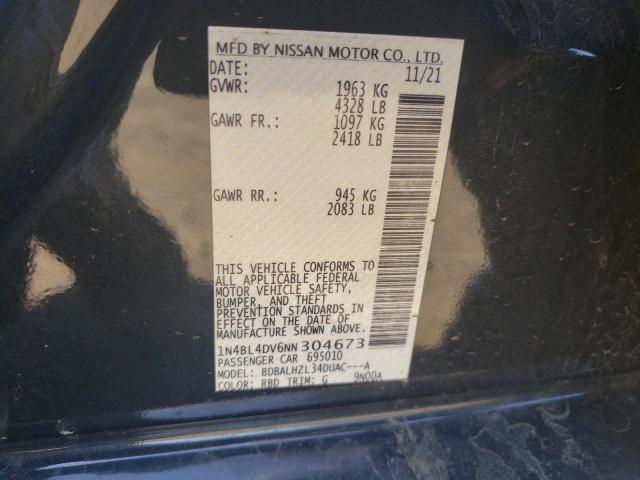 MFD BY NISSAN MOTOR CO., LTD.
DATE: 11/21
GVWR: 1963 KG
4328 LB
GAWR FR.: 1097 KG
2418 LB
GAWR RR.: 945 KG
2083 LB
THIS VEHICLE CONFORMS TO
ALL APPLICABLE FEDERAL
MOTOR VEHICLE SAFETY,
BUMPER, AND THEFT
PREVENTION STANDARDS IN
EFFECT ON THE DATE OF
MANUFACTURE SHOWN ABOVE.
1N4BL4DV6NN304673
PASSENGER CAR 695010
MODEL: BDBALHZL34DUAC---A
COLOR: RBD TRIM: G 9N00A